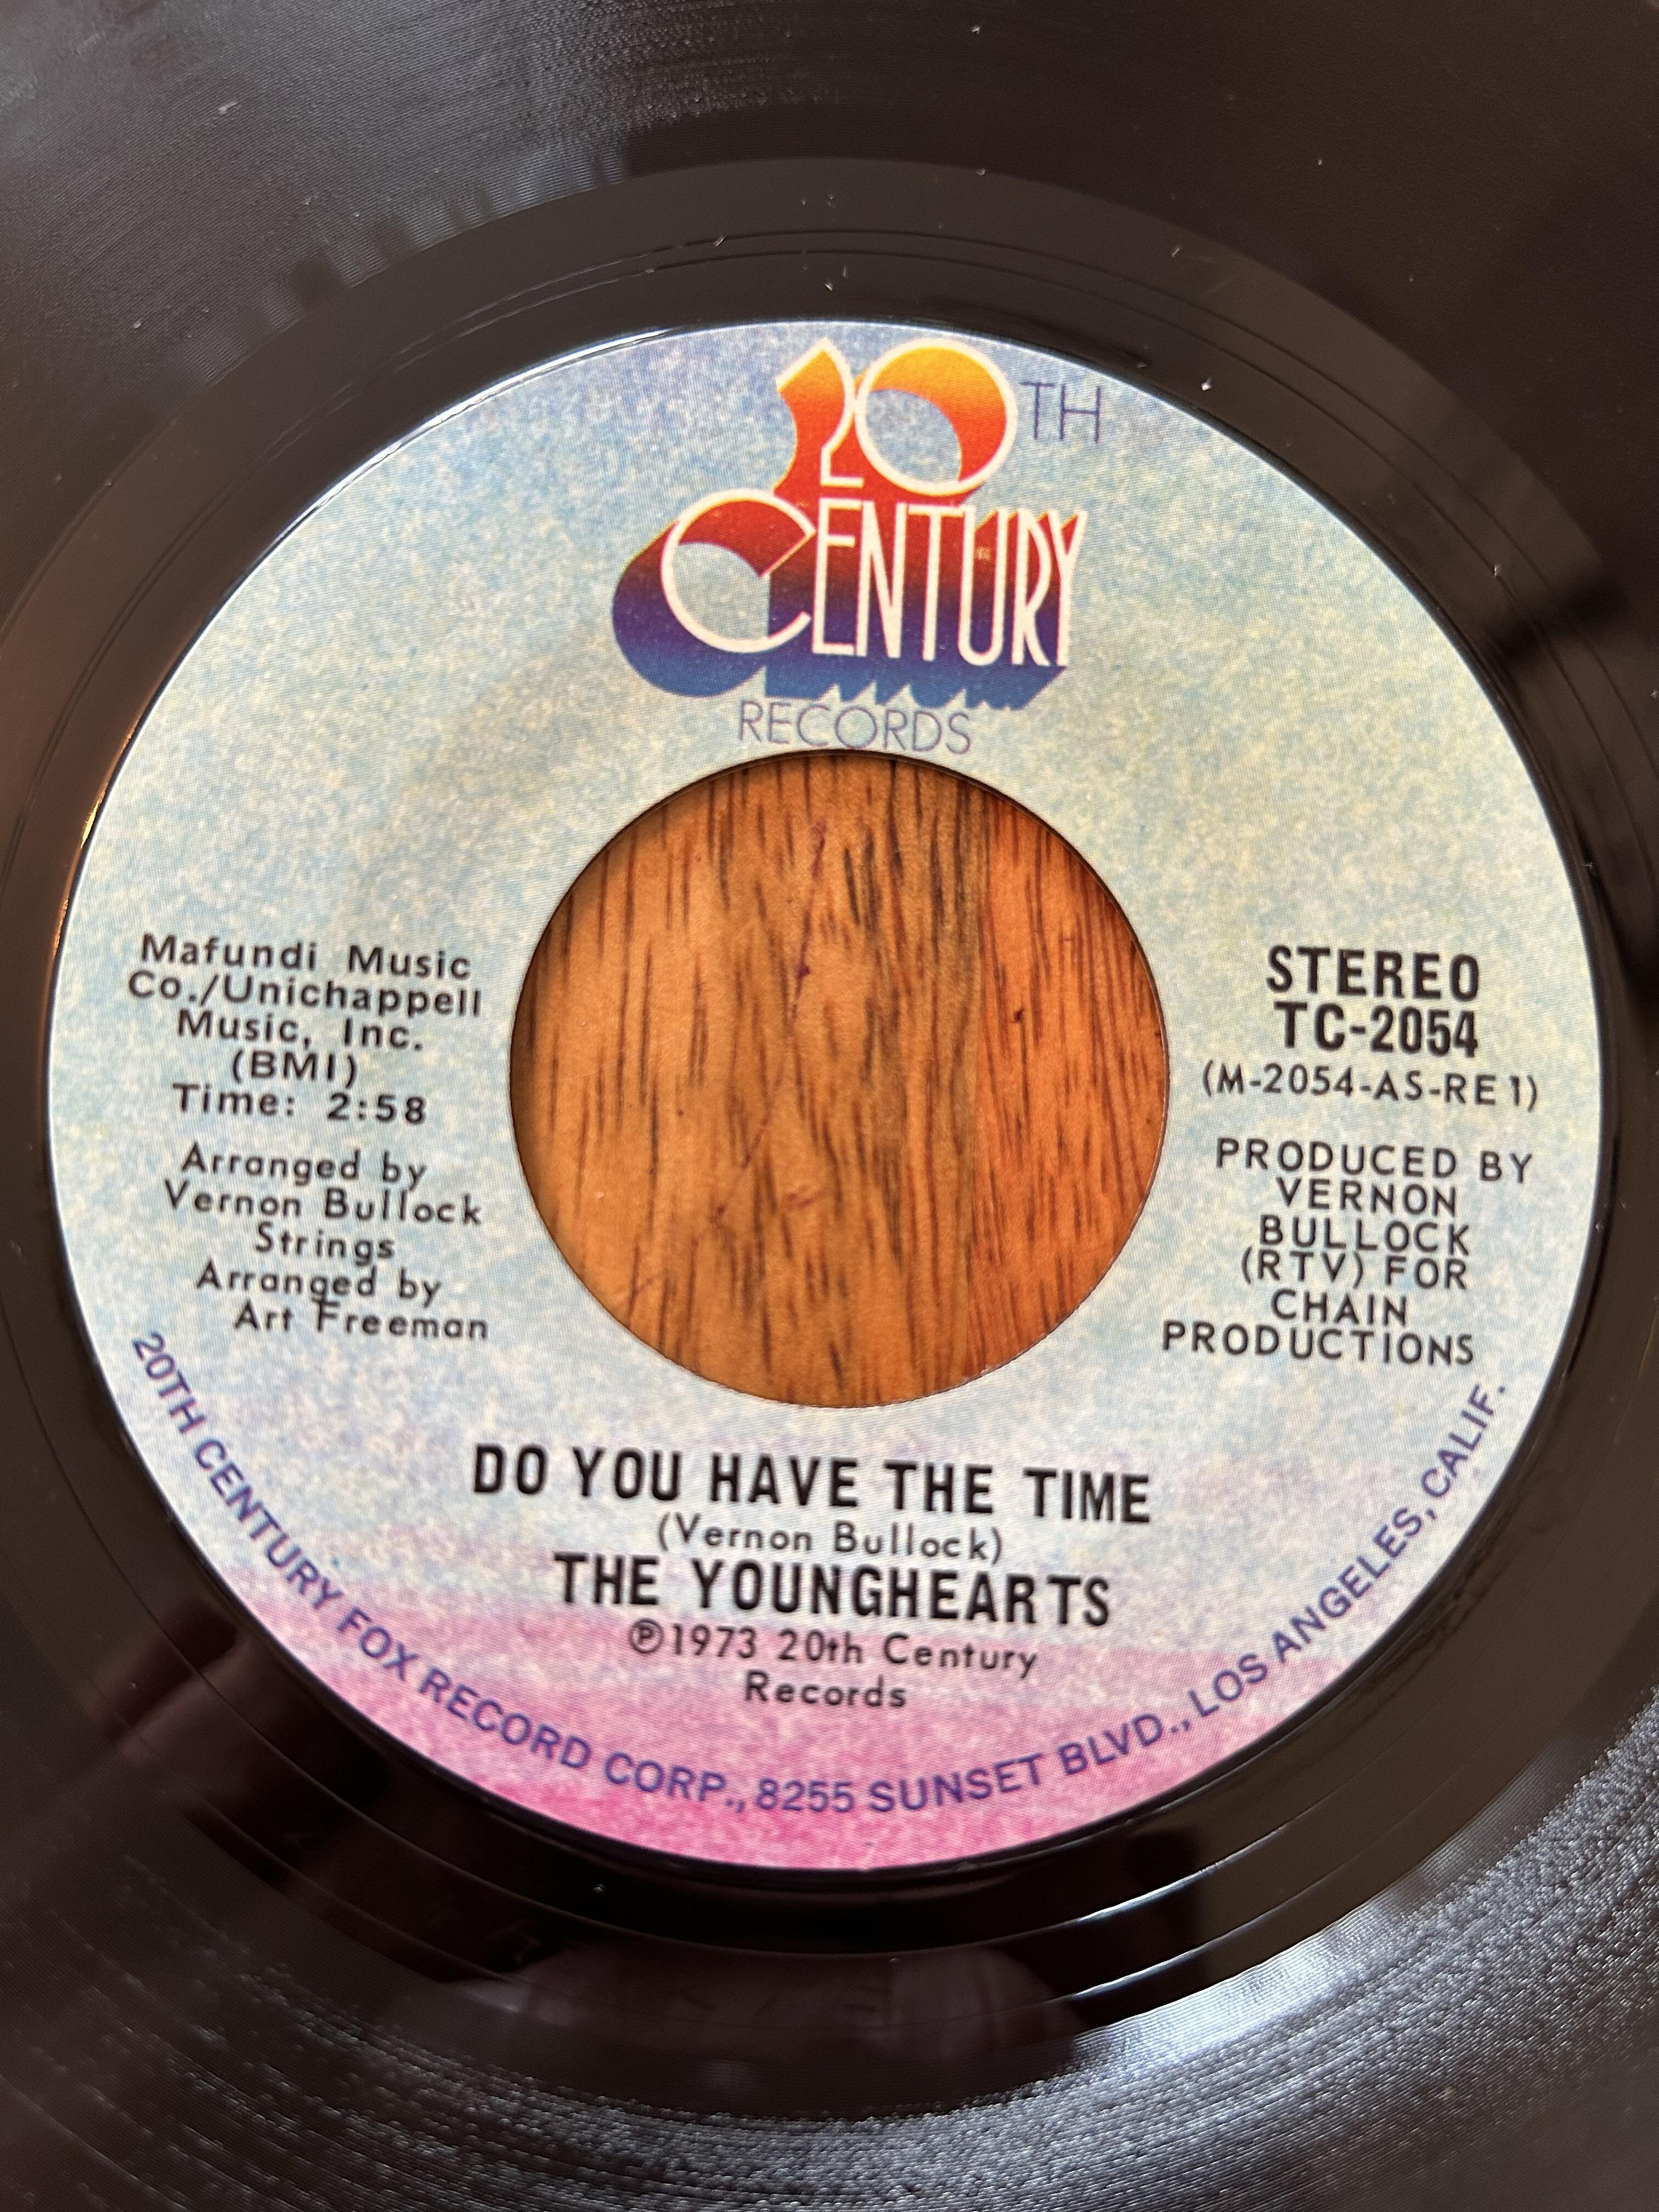 20TH
CENTURY
RECORDS
Mafundi Music
Co./Unichappell
Music, Inc.
(BMI)
Time: 2:58
Arranged by
Vernon Bullock
Strings
Arranged by
Art Freeman
STEREO
TC-2054
(M-2054-AS-RE1)
PRODUCED BY
VERNON
BULLOCK
(RTV) FOR
CHAIN
PRODUCTIONS
DO YOU HAVE THE TIME
(Vernon Bullock)
THE YOUNGHEARTS
℗1973 20th Century
Records
20TH CENTURY FOX RECORD CORP., 8255 SUNSET BLVD., LOS ANGELES, CALIF.